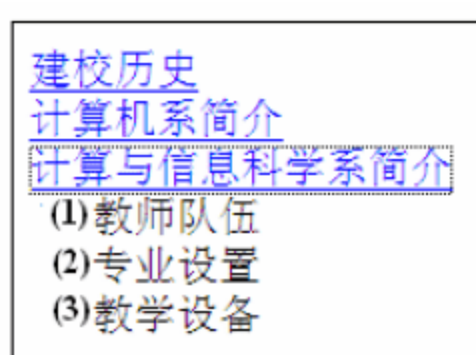 建校历史
计算机系简介
计算与信息科学系简介
(1)教师队伍
(2)专业设置
(3)教学设备